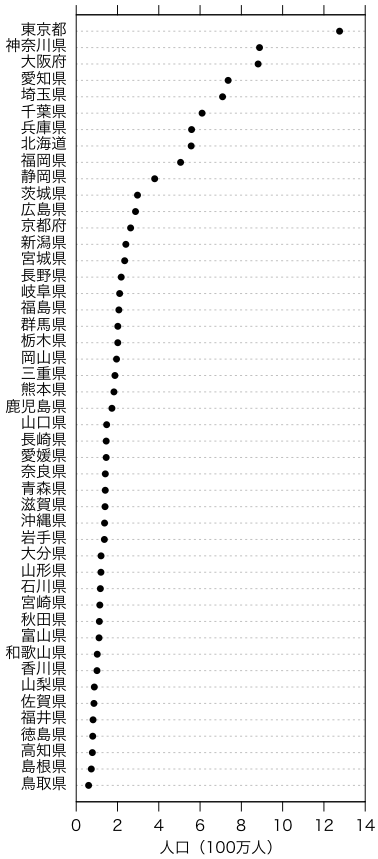 東京都
神奈川県
大阪府
愛知県
埼玉県
千葉県
兵庫県
北海道
福岡県
静岡県
茨城県
広島県
京都府
新潟県
宮城県
長野県
岐阜県
福島県
群馬県
栃木県
岡山県
三重県
熊本県
鹿児島県
山口県
長崎県
愛媛県
奈良県
青森県
滋賀県
沖縄県
岩手県
大分県
山形県
石川県
宮崎県
秋田県
富山県
和歌山県
香川県
山梨県
佐賀県
福井県
徳島県
高知県
島根県
鳥取県
0 2 4 6 8 10 12 14
人口（100万人）